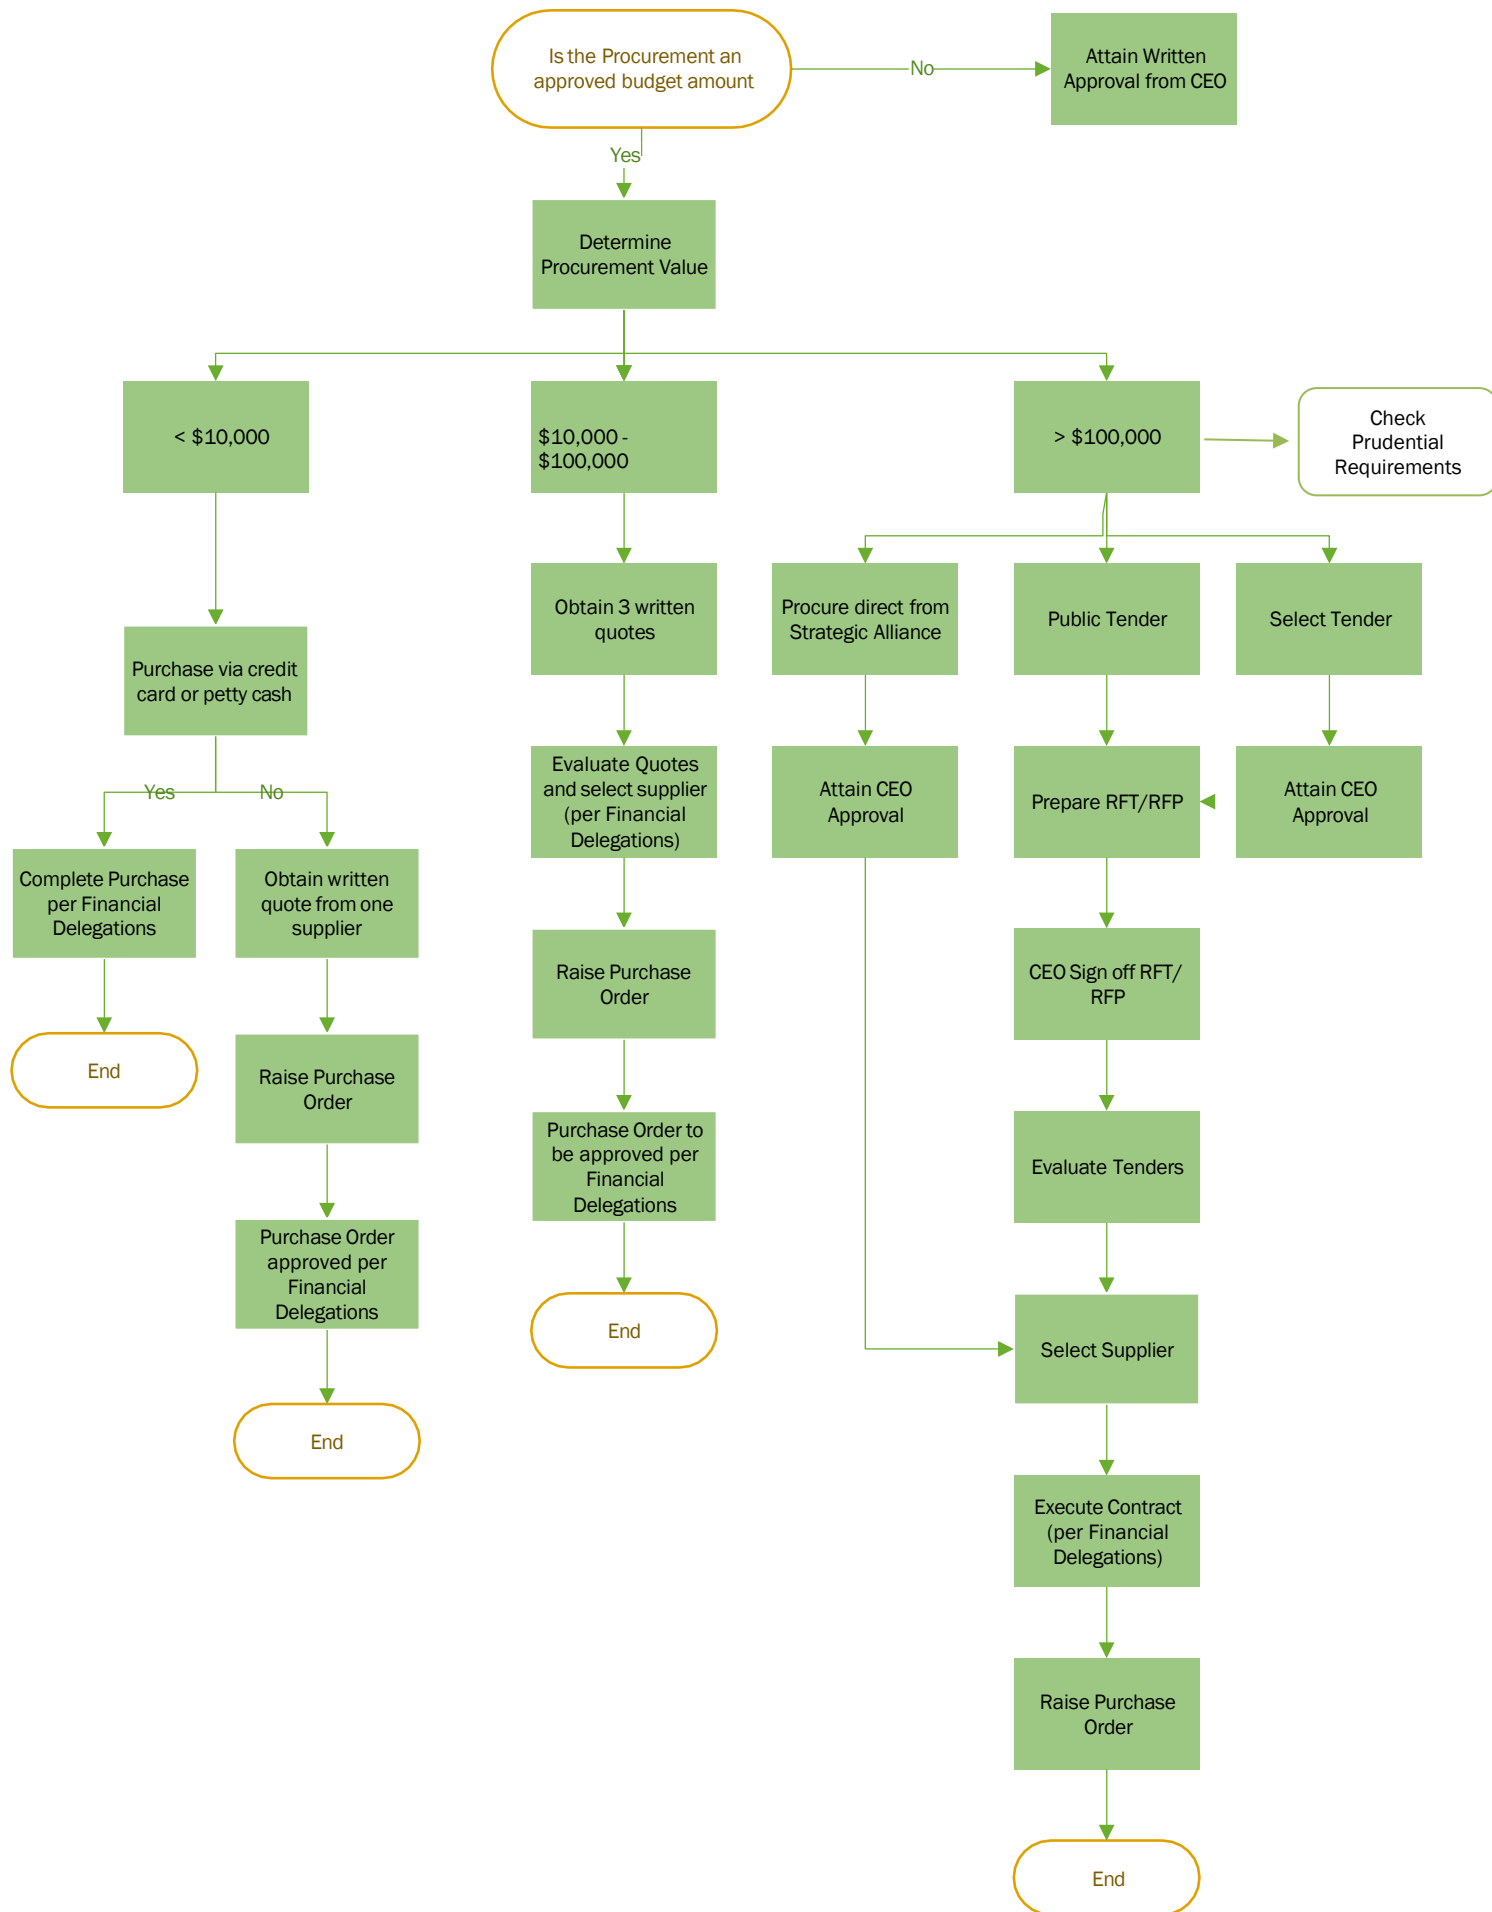 Is the Procurement an
approved budget amount
No
Attain Written
Approval from CEO
Yes
Determine
Procurement Value
< $10,000
$10,000 -
$100,000
> $100,000
Check
Prudential
Requirements
Obtain 3 written
quotes
Procure direct from
Strategic Alliance
Public Tender
Select Tender
Purchase via credit
card or petty cash
Evaluate Quotes
and select supplier
(per Financial
Delegations)
Attain CEO
Approval
Prepare RFT/RFP
Attain CEO
Approval
Yes
No
Complete Purchase
per Financial
Delegations
Obtain written
quote from one
supplier
Raise Purchase
Order
CEO Sign off RFT/
RFP
End
Raise Purchase
Order
Purchase Order to
be approved per
Financial
Delegations
Evaluate Tenders
Purchase Order
approved per
Financial
Delegations
End
Select Supplier
End
Execute Contract
(per Financial
Delegations)
Raise Purchase
Order
End